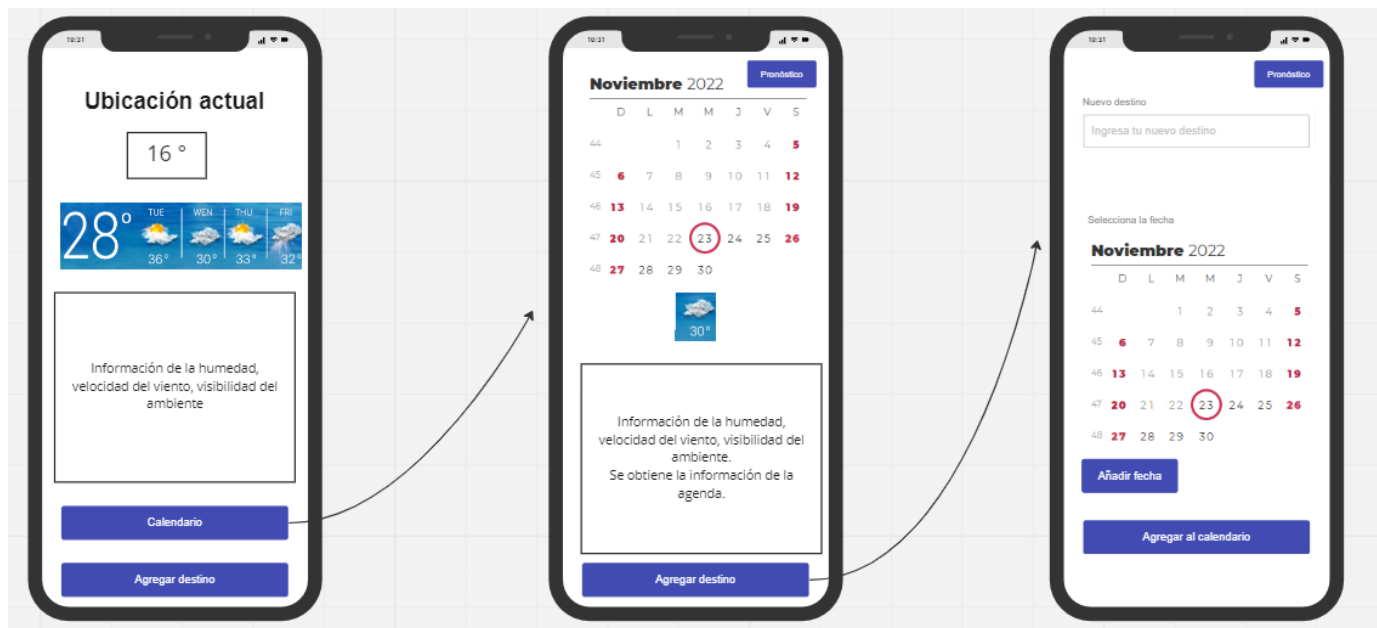 10:31
Ubicación actual
16 °
28°
TUE WEN THU FRI
36° 30° 33° 32°
Información de la humedad,
velocidad del viento, visibilidad del
ambiente
Calendario
Agregar destino
10:31
Pronóstico
Noviembre 2022
D L M M J V S
44 1 2 3 4 5
45 6 7 8 9 10 11 12
46 13 14 15 16 17 18 19
47 20 21 22 23 24 25 26
48 27 28 29 30
30°
Información de la humedad,
velocidad del viento, visibilidad del
ambiente.
Se obtiene la información de la
agenda.
Agregar destino
10:31
Pronóstico
Nuevo destino
Ingresa tu nuevo destino
Selecciona la fecha
Noviembre 2022
D L M M J V S
44 1 2 3 4 5
45 6 7 8 9 10 11 12
46 13 14 15 16 17 18 19
47 20 21 22 23 24 25 26
48 27 28 29 30
Añadir fecha
Agregar al calendario